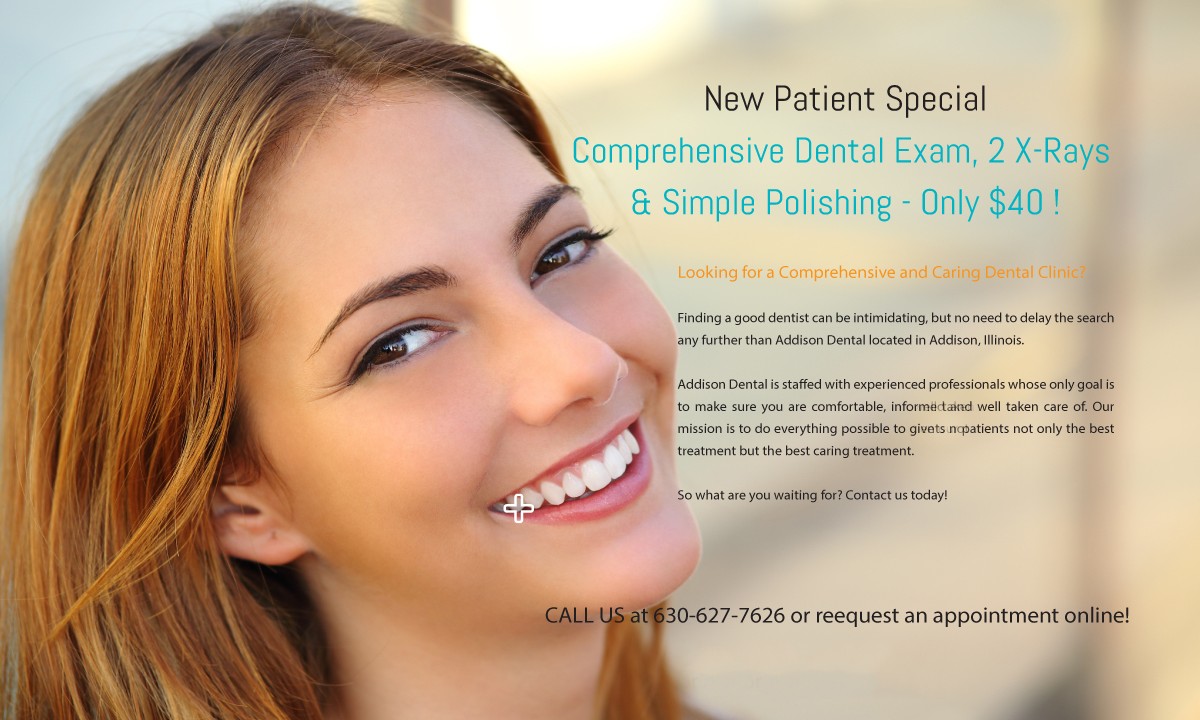 New Patient Special
Comprehensive Dental Exam, 2 X-Rays
& Simple Polishing - Only $40 !
Looking for a Comprehensive and Caring Dental Clinic?
Finding a good dentist can be intimidating, but no need to delay the search
any further than Addison Dental located in Addison, Illinois.
Addison Dental is staffed with experienced professionals whose only goal is
to make sure you are comfortable, informed and well taken care of. Our
mission is to do everything possible to give patients not only the best
treatment but the best caring treatment.
So what are you waiting for? Contact us today!
CALL US at 630-627-7626 or reequest an appointment online!